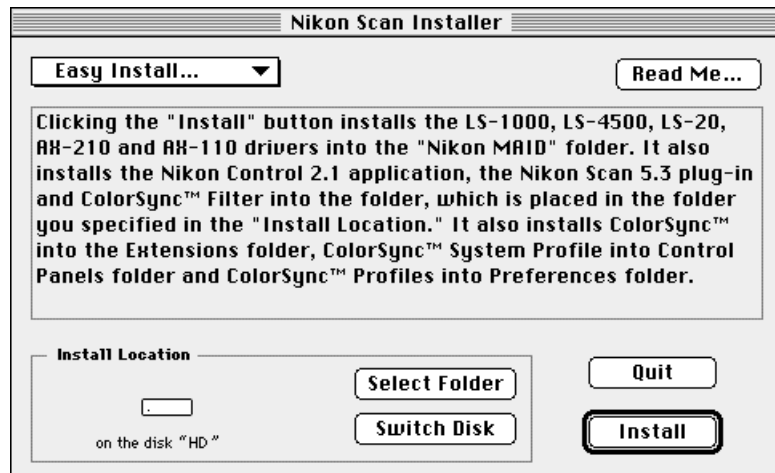 Nikon Scan Installer
Easy Install...
Read Me...
Clicking the "Install" button installs the LS-1000, LS-4500, LS-20,
AX-210 and AX-110 drivers into the "Nikon MAID" folder. It also
installs the Nikon Control 2.1 application, the Nikon Scan 5.3 plug-in
and ColorSync™ Filter into the folder, which is placed in the folder
you specified in the "Install Location." It also installs ColorSync™
into the Extensions folder, ColorSync™ System Profile into Control
Panels folder and ColorSync™ Profiles into Preferences folder.
Install Location
on the disk "HD"
Select Folder
Switch Disk
Quit
Install